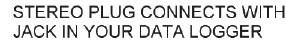 STEREO PLUG CONNECTS WITH
JACK IN YOUR DATA LOGGER